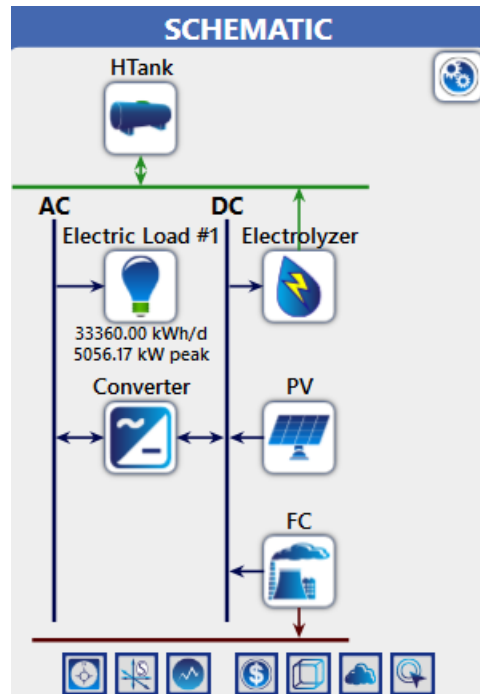 SCHEMATIC
HTank
AC DC
Electric Load #1 Electrolyzer
33360.00 kWh/d
5056.17 kW peak
Converter PV
FC
S
$